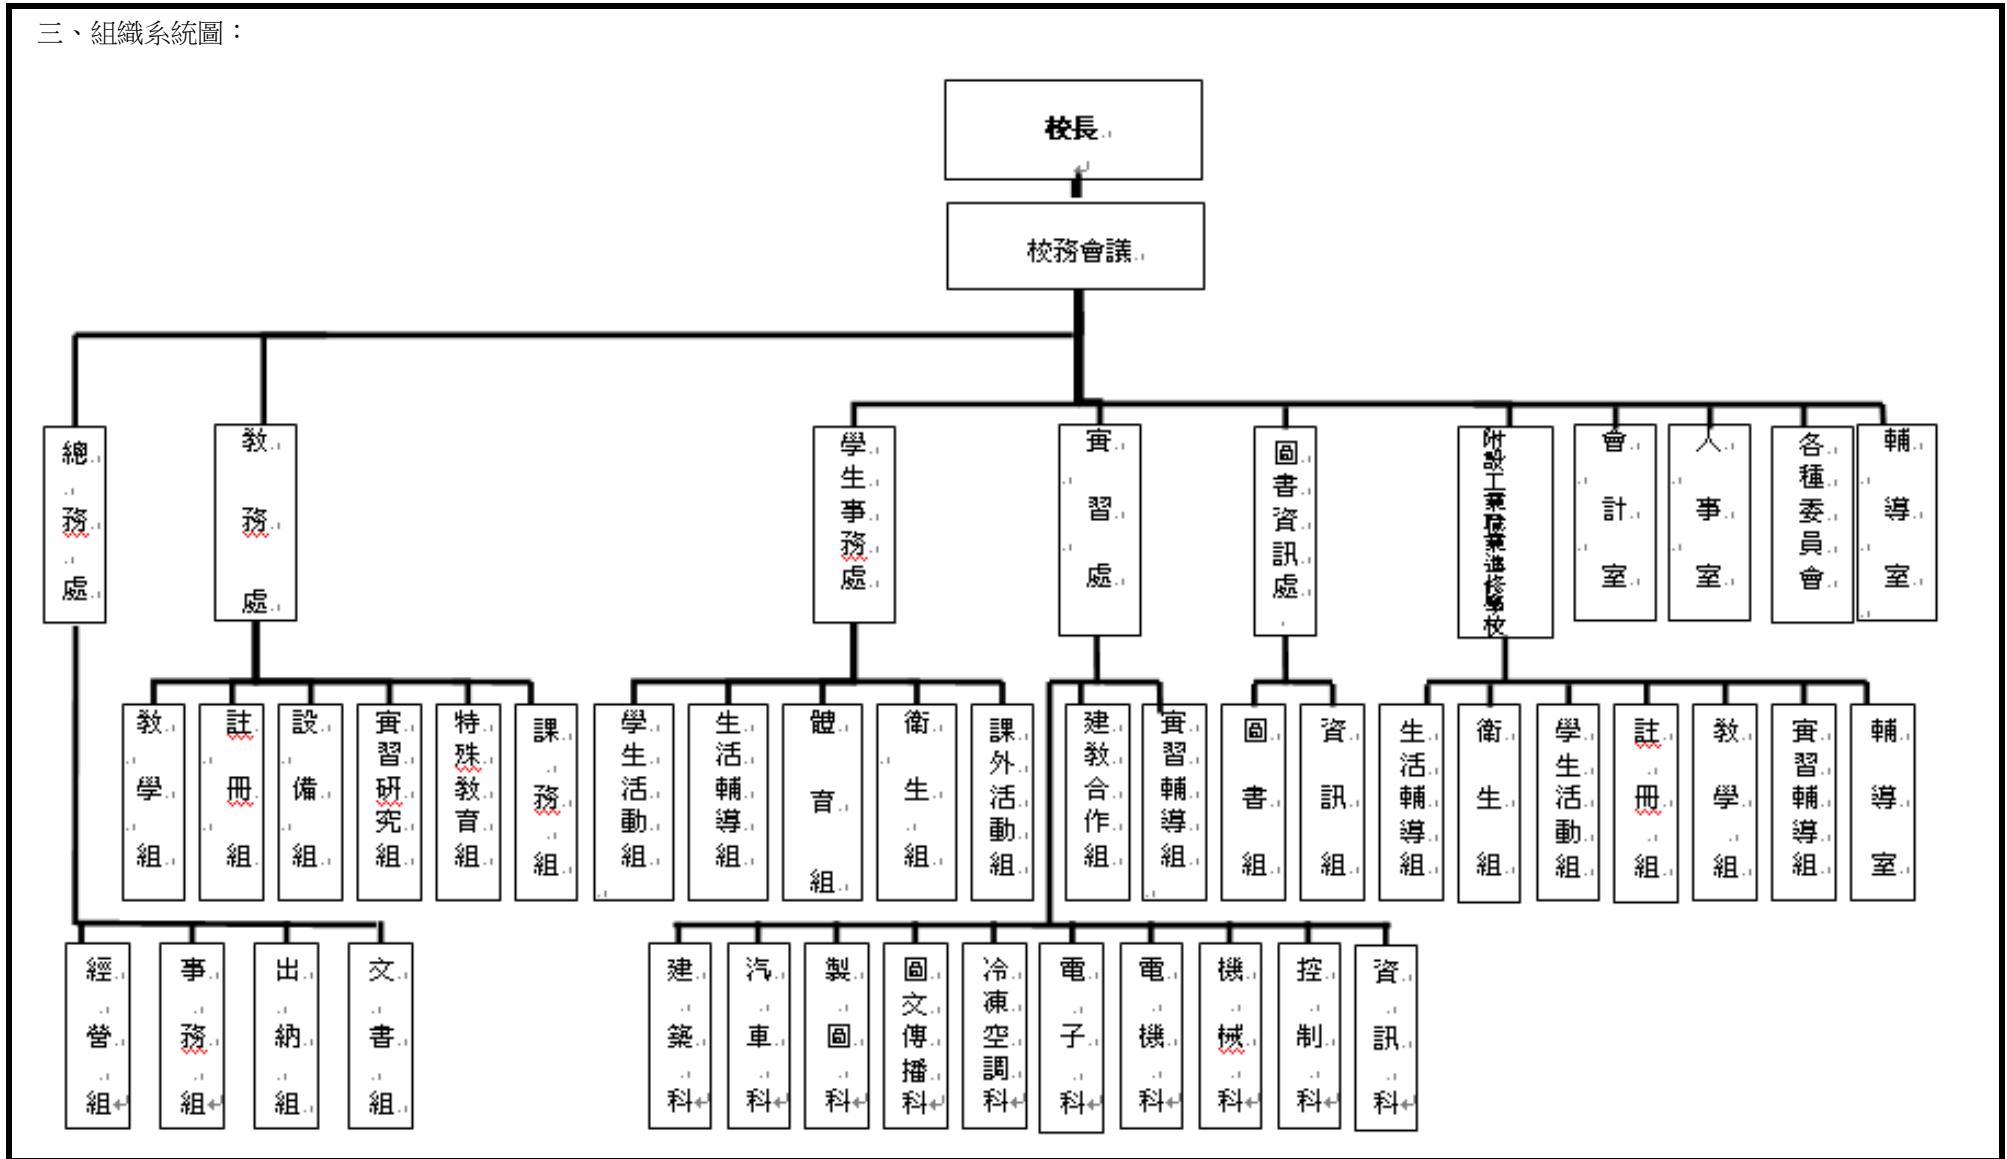 三、組織系統圖：
校長
校務會議
總務處
教務處
學生事務處
實習處
圖書資訊處
附設工業職業進修學校
會計室
人事室
各種委員會
輔導室
教學組
註冊組
設備組
實習研究組
特殊教育組
課務組
學生活動組
生活輔導組
體育組
衛生組
課外活動組
建教合作組
實習輔導組
圖書組
資訊組
生活輔導組
衛生組
學生活動組
註冊組
教學組
實習輔導組
輔導室
經營組
事務組
出納組
文書組
建築科
汽車科
製圖科
圖文傳播科
冷凍空調科
電子科
電機科
機械科
控制科
資訊科